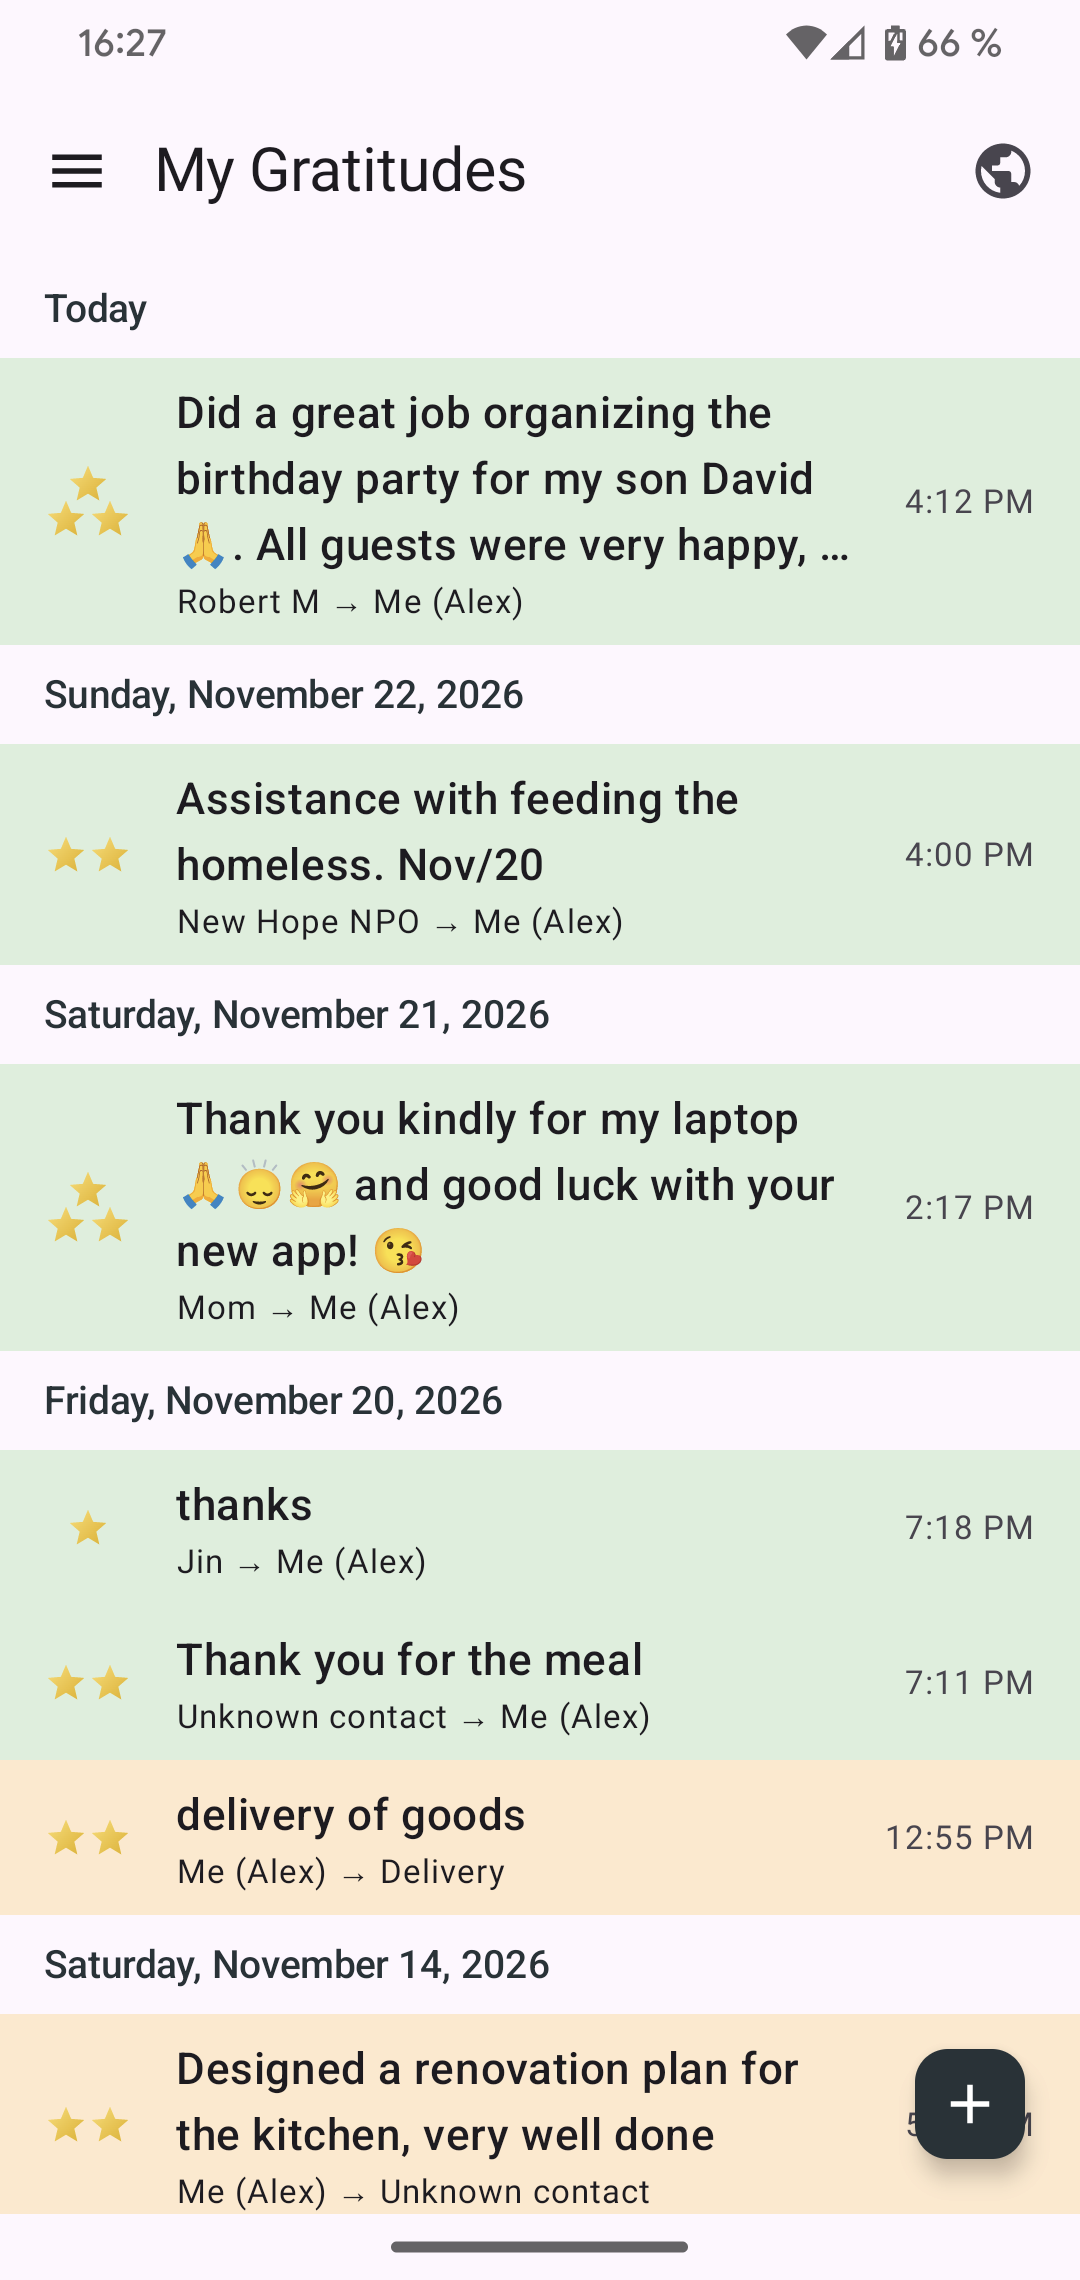 16:27
66 %
My Gratitudes
Today
Did a great job organizing the
birthday party for my son David
🙏. All guests were very happy, …
4:12 PM
Robert M → Me (Alex)
Sunday, November 22, 2026
Assistance with feeding the
homeless. Nov/20
4:00 PM
New Hope NPO → Me (Alex)
Saturday, November 21, 2026
Thank you kindly for my laptop
🙏😔🤗 and good luck with your
new app! 😘
2:17 PM
Mom → Me (Alex)
Friday, November 20, 2026
thanks
7:18 PM
Jin → Me (Alex)
Thank you for the meal
7:11 PM
Unknown contact → Me (Alex)
delivery of goods
12:55 PM
Me (Alex) → Delivery
Saturday, November 14, 2026
Designed a renovation plan for
the kitchen, very well done
Me (Alex) → Unknown contact